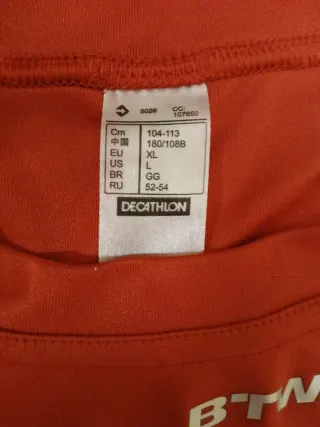 5026 CC: 107650
Cm 104-113
中国 180/108B
EU XL
US L
BR GG
RU 52-54
DECATHLON
BTW